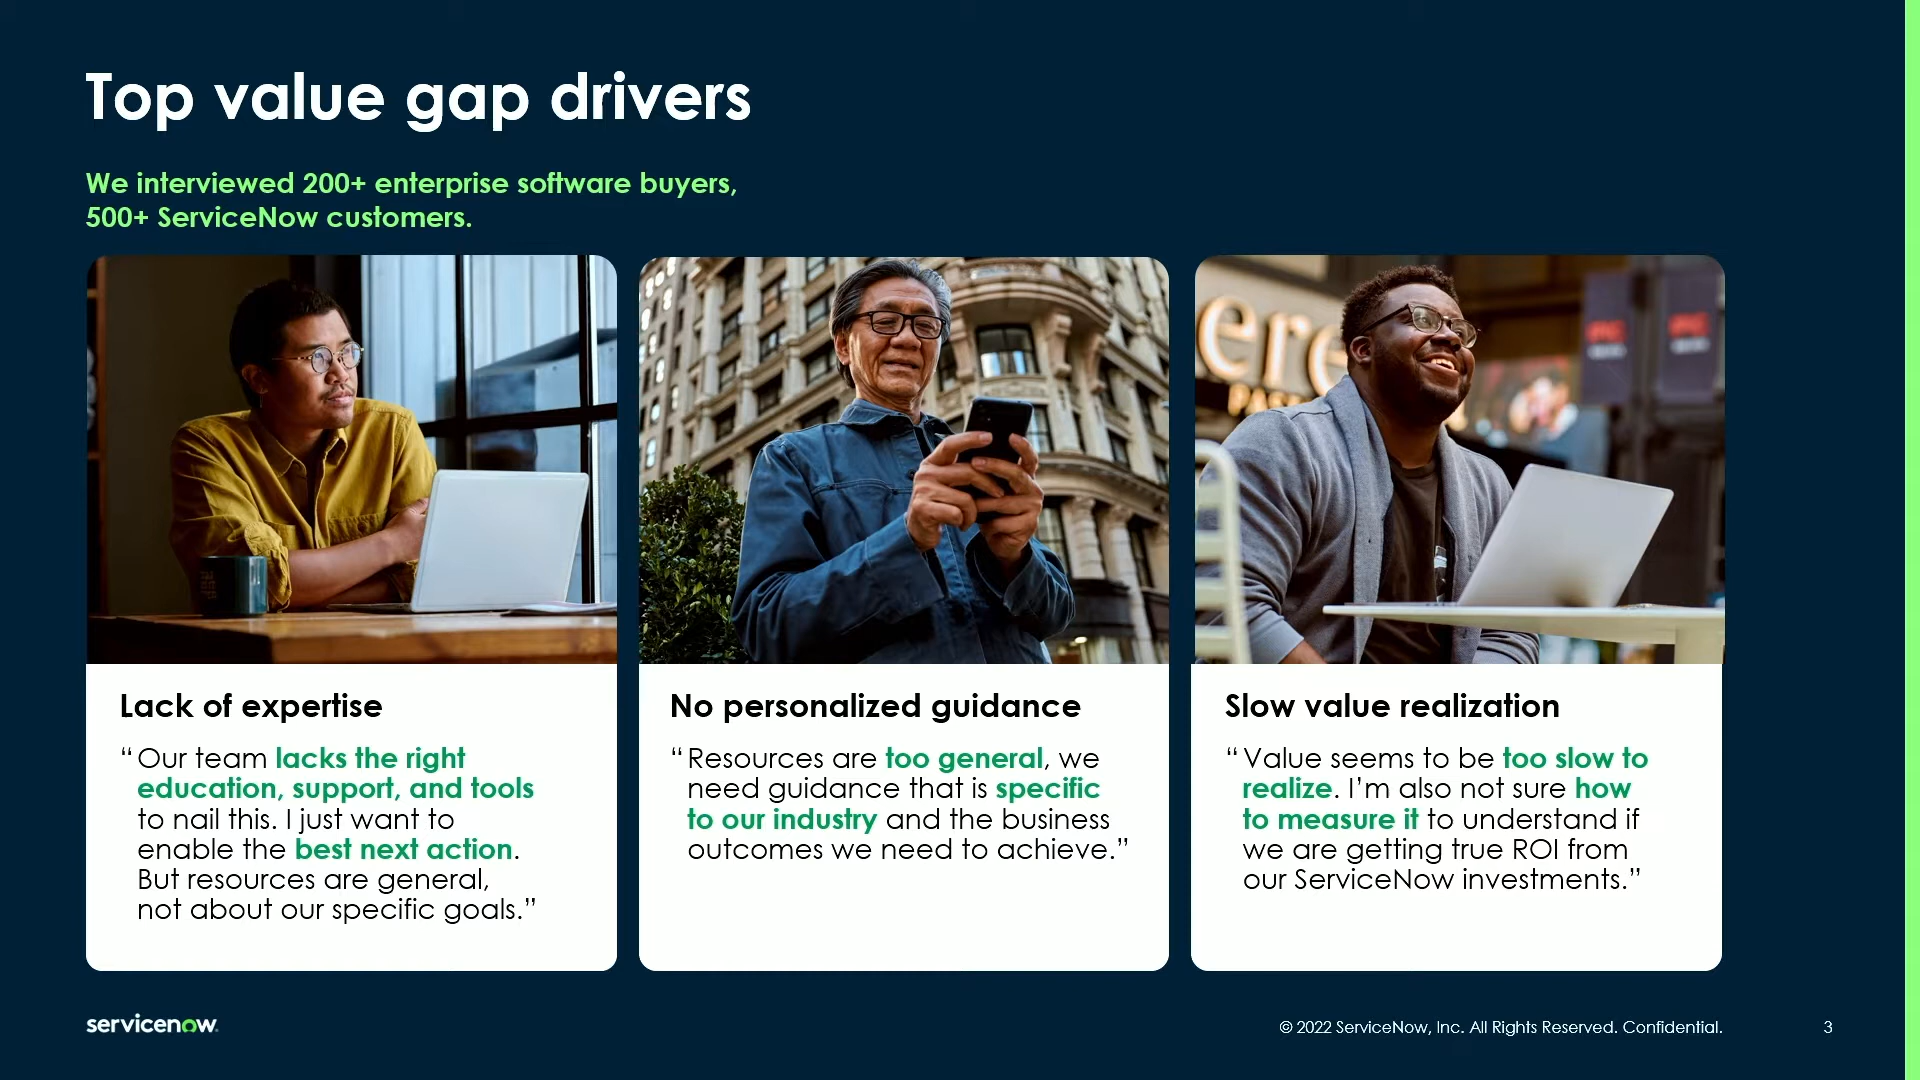 Top value gap drivers
We interviewed 200+ enterprise software buyers,
500+ ServiceNow customers.
ere
Lack of expertise
“Our team lacks the right
education, support, and tools
to nail this. I just want to
enable the best next action.
But resources are general,
not about our specific goals.”
No personalized guidance
“Resources are too general, we
need guidance that is specific
to our industry and the business
outcomes we need to achieve.”
Slow value realization
“Value seems to be too slow to
realize. I’m also not sure how
to measure it to understand if
we are getting true ROI from
our ServiceNow investments.”
servicenow
© 2022 ServiceNow, Inc. All Rights Reserved. Confidential.
3